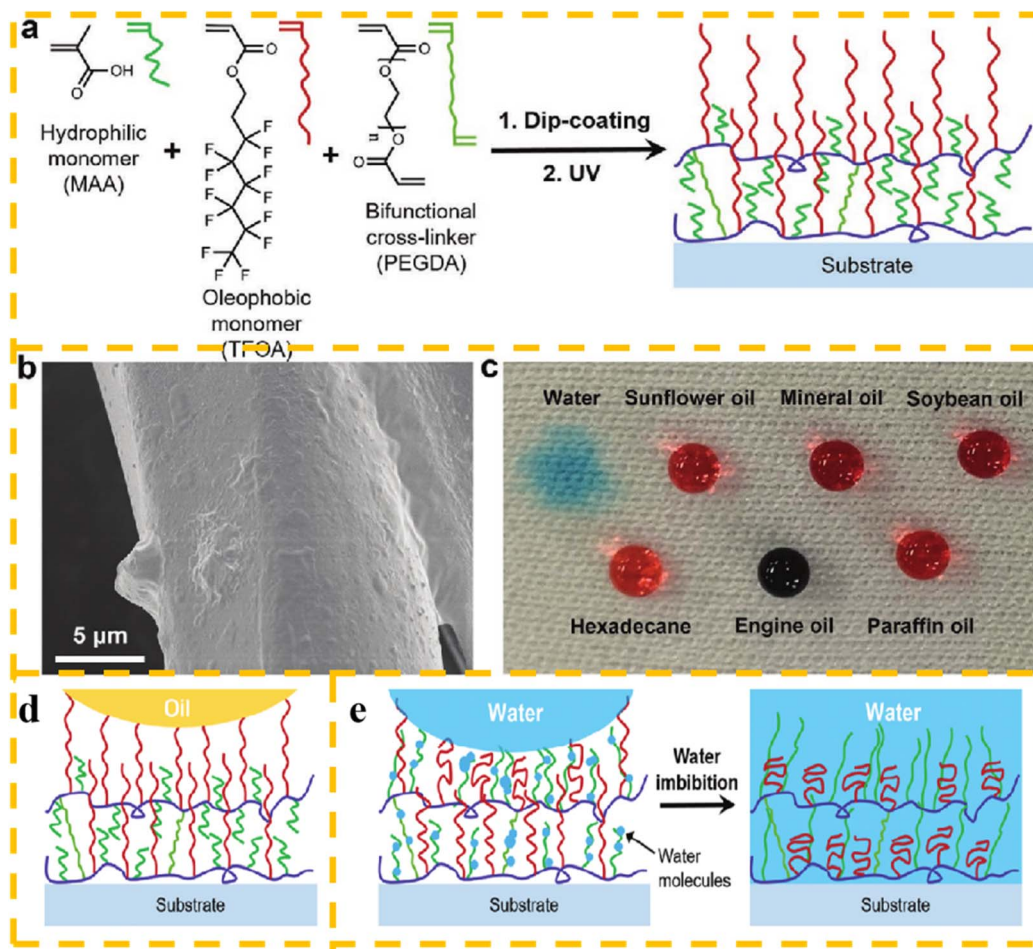 a
O
OH
O
Hydrophilic
monomer
(MAA)
+
O
O
F F
F F
F F
F F
F F
F F
F
Oleophobic
monomer
(TFOA)
+
O
O
n
O
O
Bifunctional
cross-linker
(PEGDA)
1. Dip-coating
2. UV
Substrate
b
5 μm
c
Water Sunflower oil Mineral oil Soybean oil
Hexadecane Engine oil Paraffin oil
d
Oil
Substrate
e
Water
Water
molecules
Substrate
Water
imbibition
Water
Substrate